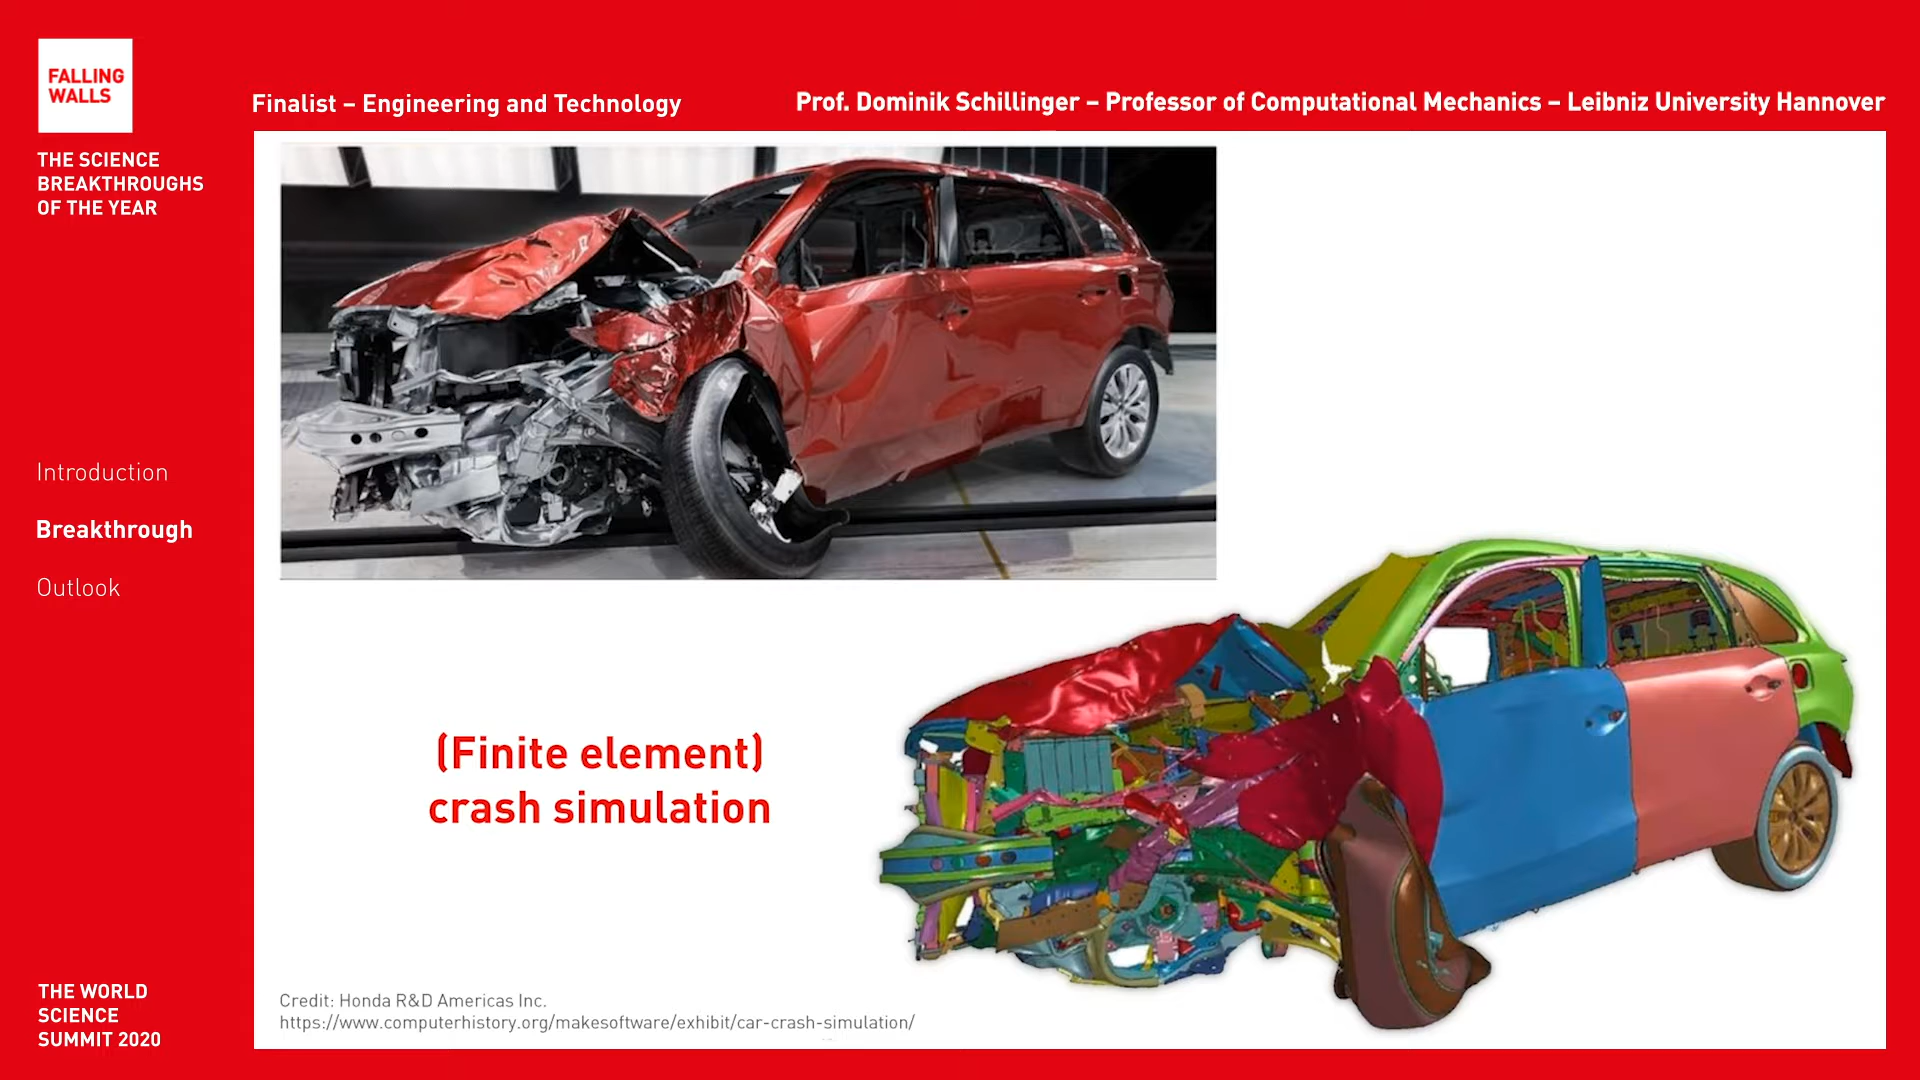 FALLING
WALLS
THE SCIENCE
BREAKTHROUGHS
OF THE YEAR
Finalist – Engineering and Technology
Prof. Dominik Schillinger – Professor of Computational Mechanics – Leibniz University Hannover
Introduction
Breakthrough
Outlook
(Finite element)
crash simulation
Credit: Honda R&D Americas Inc.
https://www.computerhistory.org/makesoftware/exhibit/car-crash-simulation/
THE WORLD
SCIENCE
SUMMIT 2020